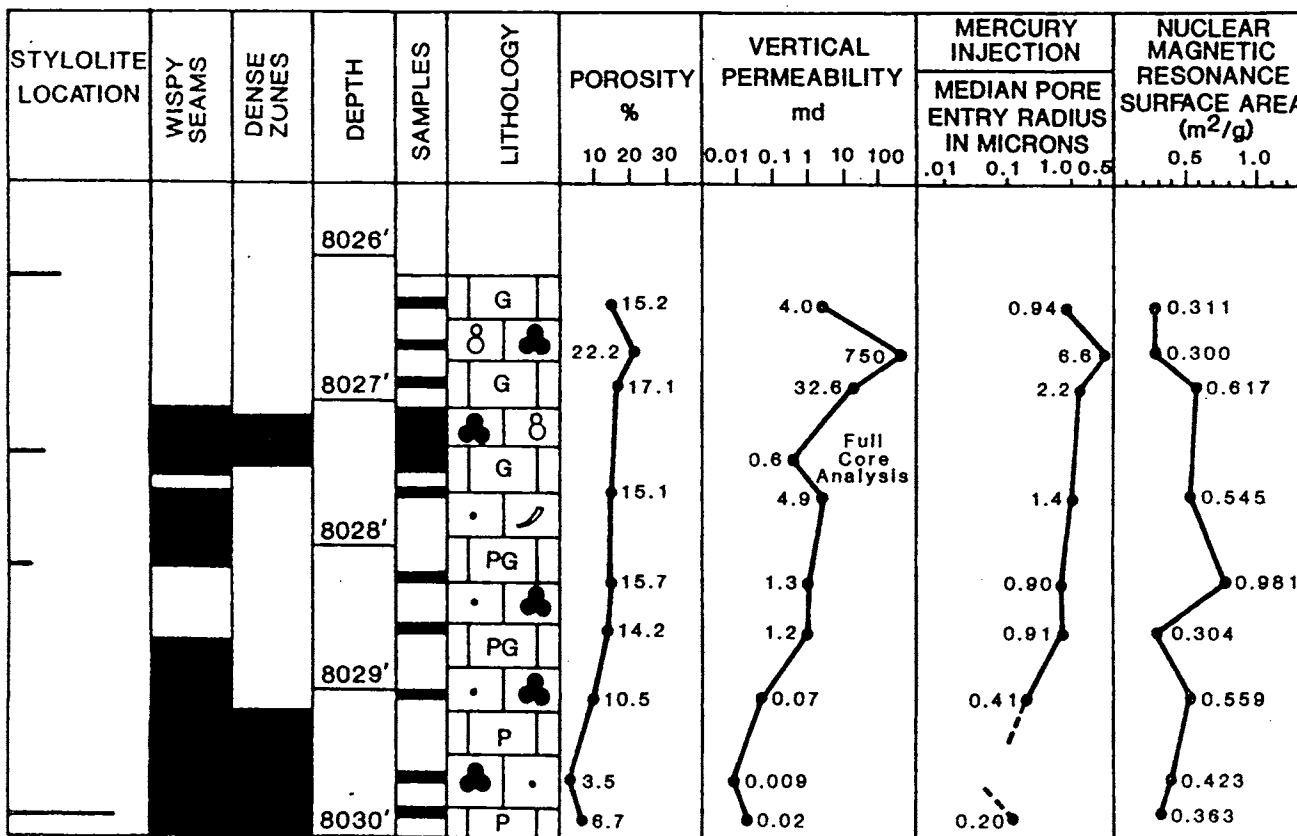 STYLOLITE
LOCATION
WISPY
SEAMS
DENSE
ZUNES
DEPTH
SAMPLES
LITHOLOGY
POROSITY
%
10 20 30
VERTICAL
PERMEABILITY
md
0.01 0.1 1 10 100
MERCURY
INJECTION
MEDIAN PORE
ENTRY RADIUS
IN MICRONS
.01 0.1 1.0 0.5
NUCLEAR
MAGNETIC
RESONANCE
SURFACE AREA
(m²/g)
0.5 1.0
8026'
G 15.2 4.0 0.94 0.311
22.2 750 6.6 0.300
8027' G 17.1 32.6 2.2 0.617
G 0.6 Full
Core
Analysis
15.1 4.9 1.4 0.545
8028'
PG 15.7 1.3 0.90 0.981
PG 14.2 1.2 0.91 0.304
8029' 10.5 0.07 0.41 0.559
P
3.5 0.009 0.423
8030' P 6.7 0.02 0.20 0.363